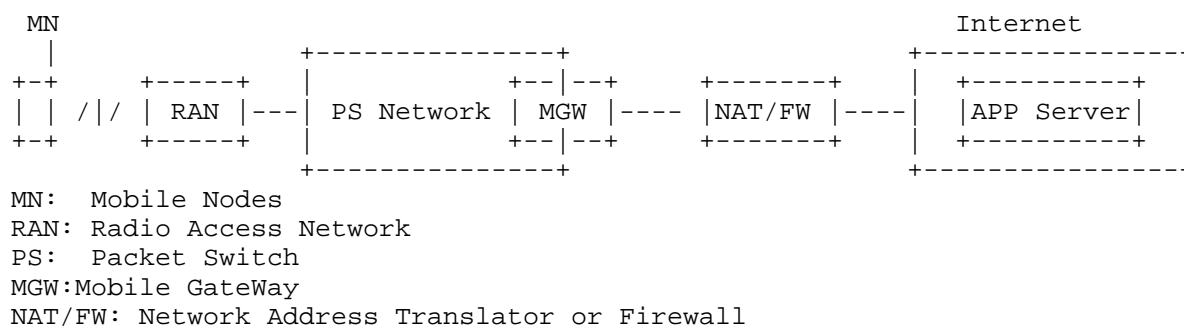 MN Internet
RAN PS Network MGW NAT/FW APP Server
MN: Mobile Nodes
RAN: Radio Access Network
PS: Packet Switch
MGW:Mobile GateWay
NAT/FW: Network Address Translator or Firewall